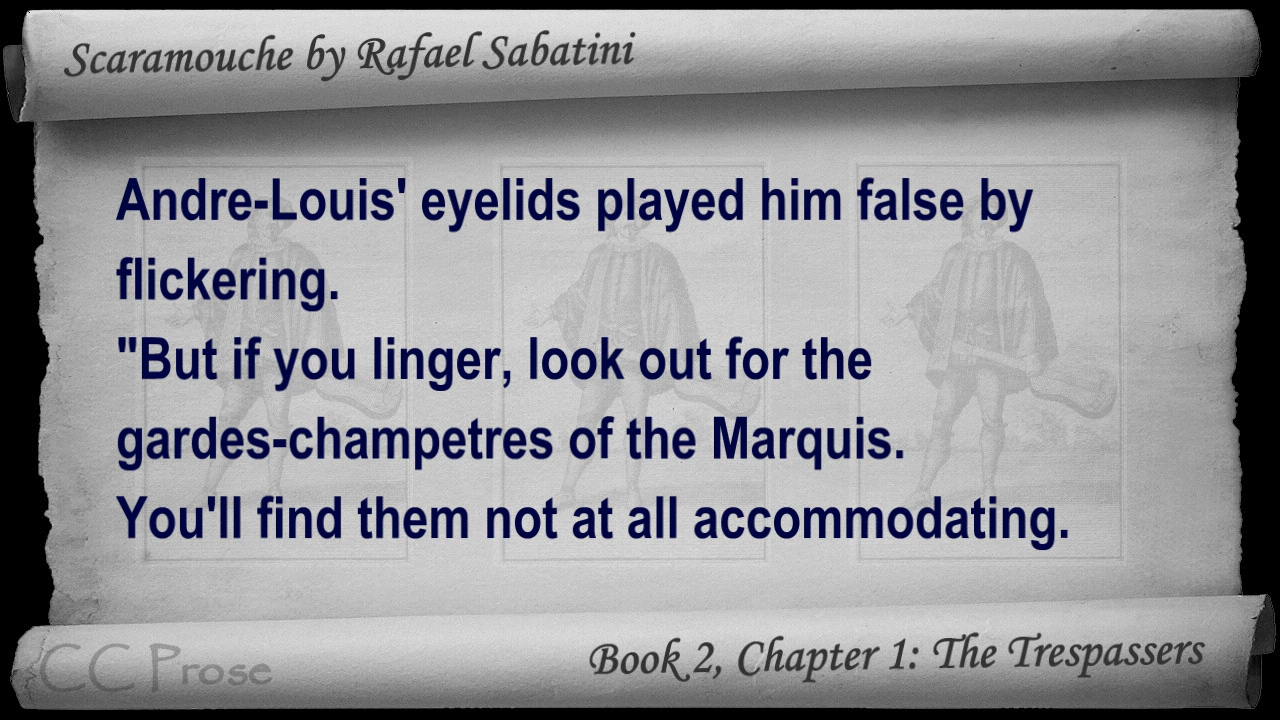 Scaramouche by Rafael Sabatini
Andre-Louis' eyelids played him false by
flickering.
"But if you linger, look out for the
gardes-champetres of the Marquis.
You'll find them not at all accommodating.
CC Prose
Book 2, Chapter 1: The Trespassers